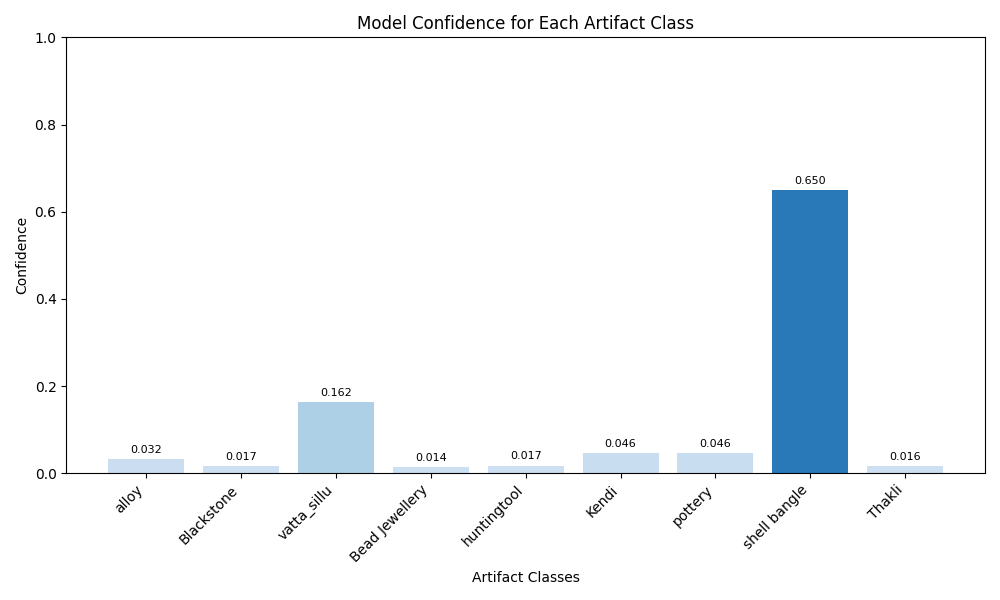 Model Confidence for Each Artifact Class
1.0
0.8
0.6
0.4
0.2
0.0
Confidence
0.032
0.017
0.162
0.014
0.017
0.046
0.046
0.650
0.016
alloy
Blackstone
vatta_sillu
Bead Jewellery
huntingtool
Kendi
pottery
shell bangle
Thakli
Artifact Classes